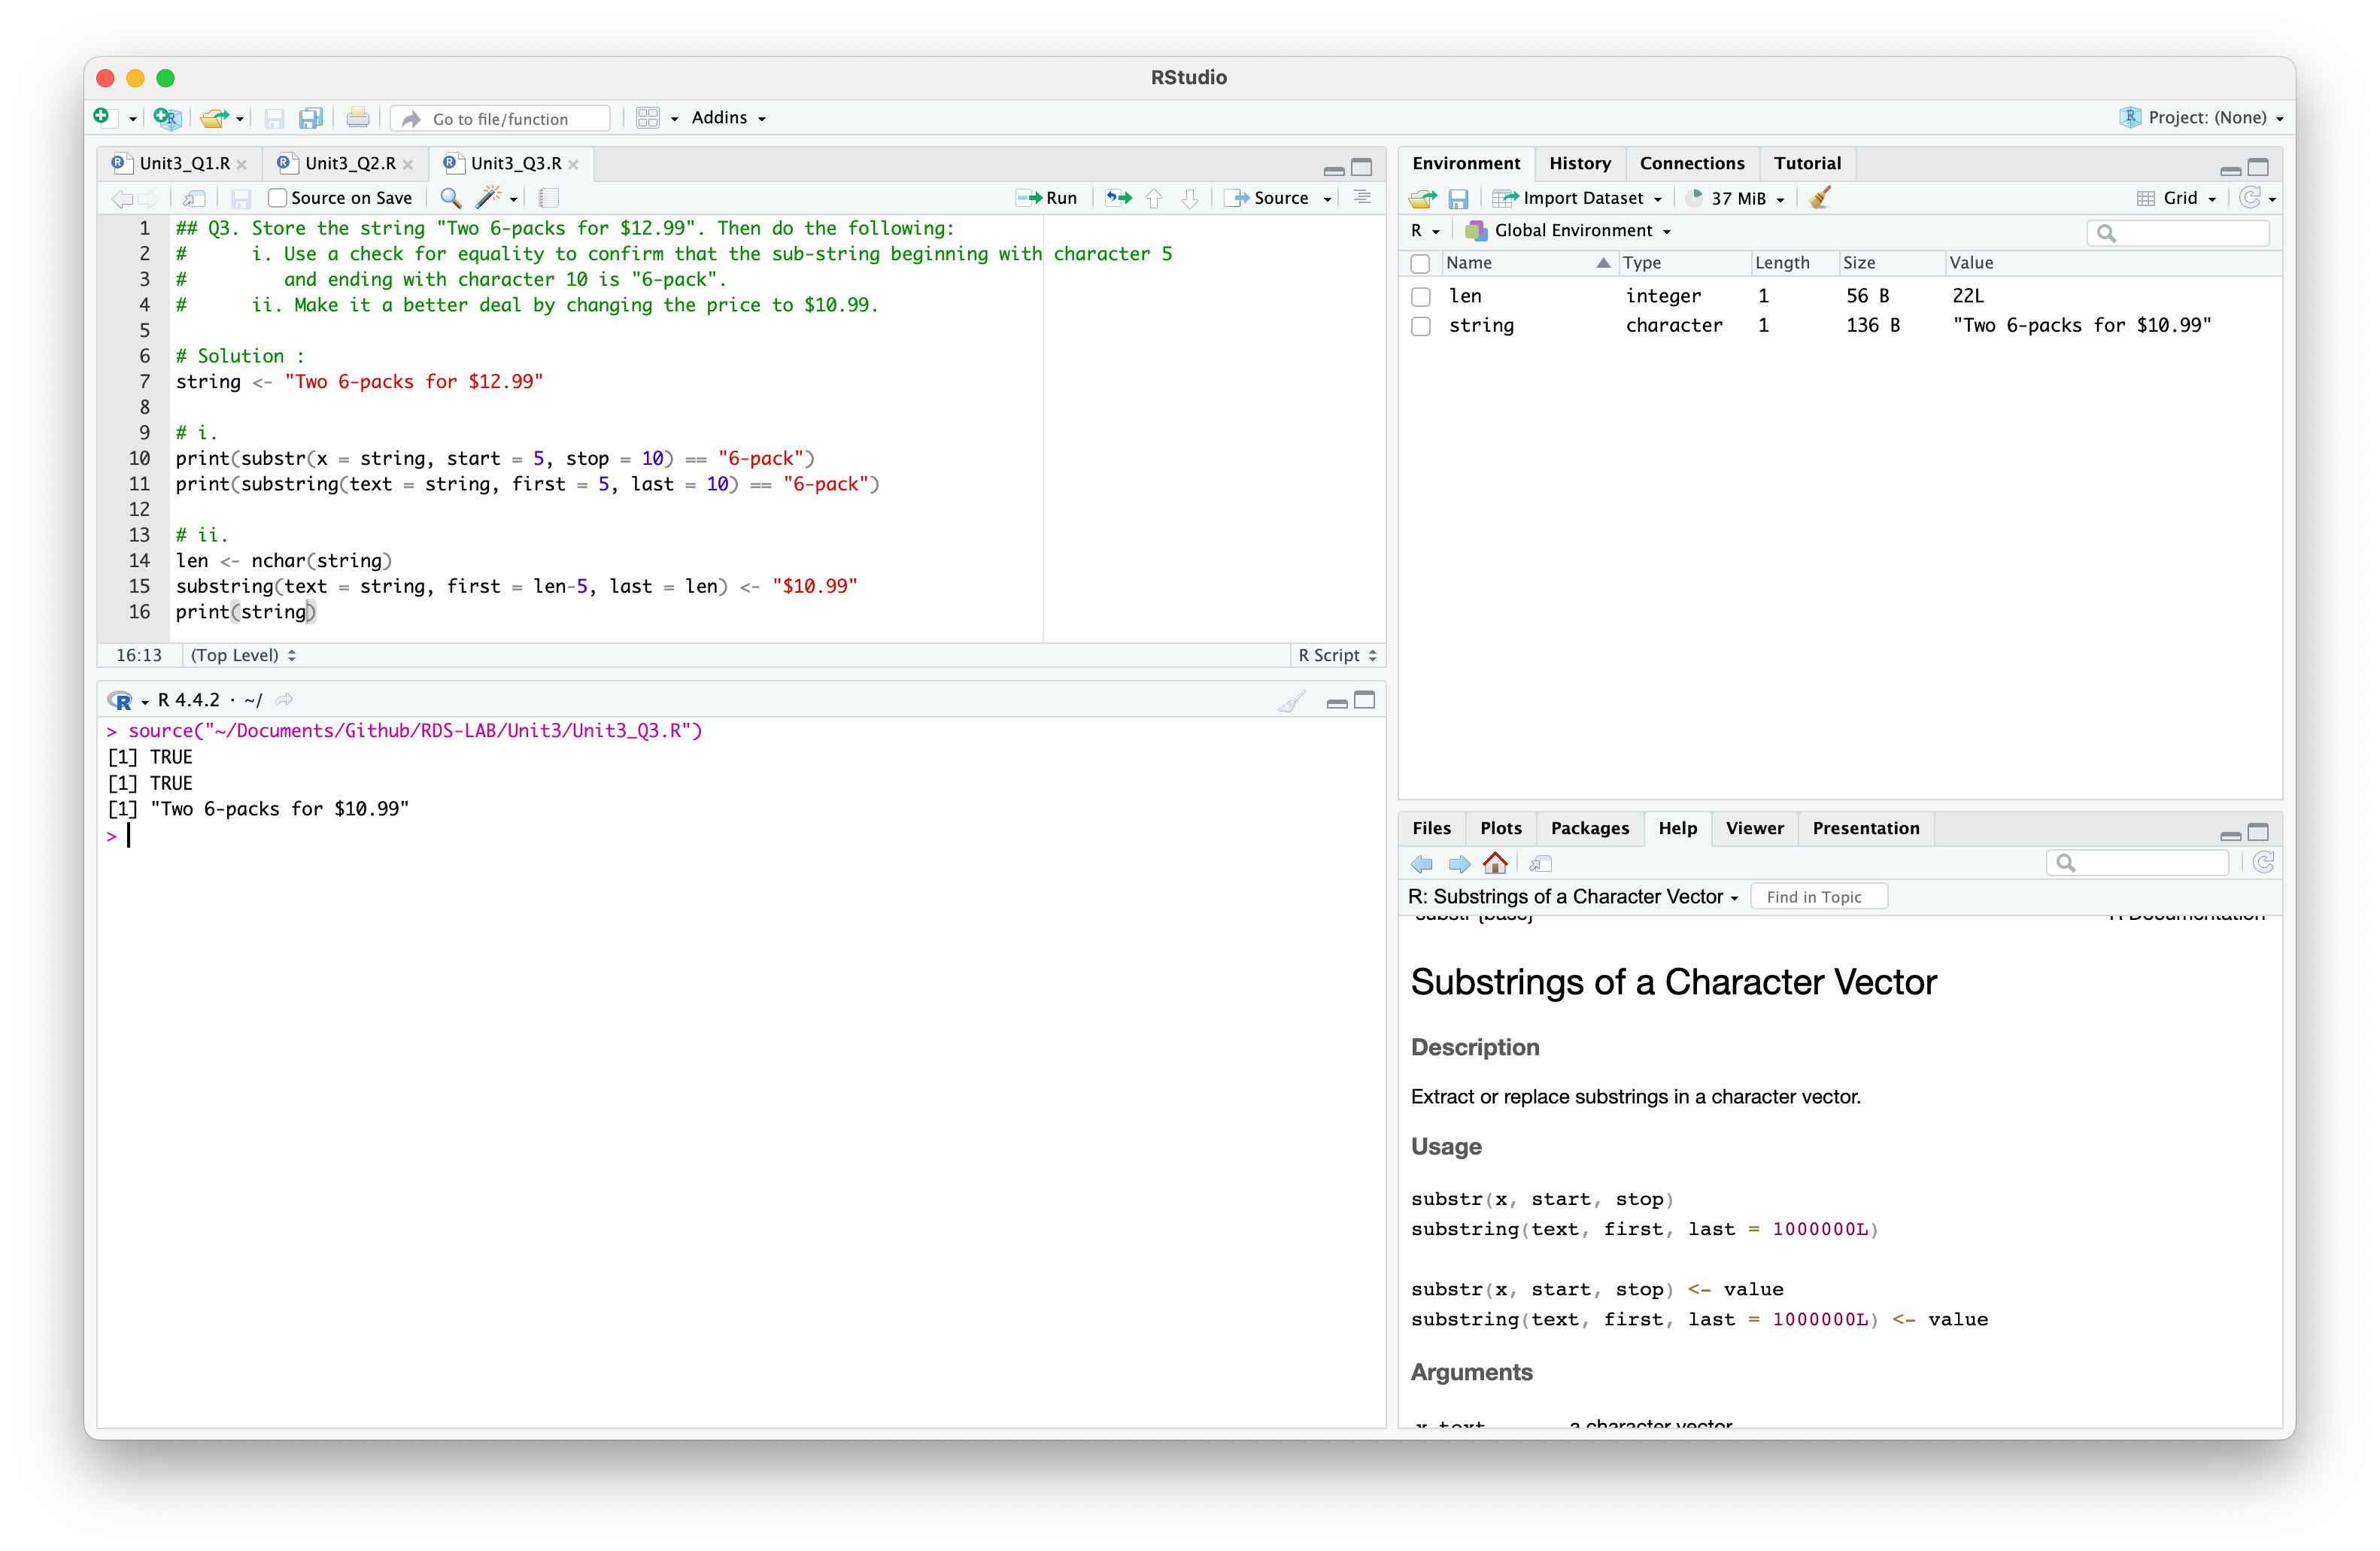 RStudio
Go to file/function
Addins
Project: (None)
Unit3_Q1.R
Unit3_Q2.R
Unit3_Q3.R
Source on Save
Run
Source
1 ## Q3. Store the string "Two 6-packs for $12.99". Then do the following:
2 #      i. Use a check for equality to confirm that the sub-string beginning with character 5
3 #         and ending with character 10 is "6-pack".
4 #      ii. Make it a better deal by changing the price to $10.99.
5
6 # Solution :
7 string <- "Two 6-packs for $12.99"
8
9 # i.
10 print(substr(x = string, start = 5, stop = 10) == "6-pack")
11 print(substring(text = string, first = 5, last = 10) == "6-pack")
12
13 # ii.
14 len <- nchar(string)
15 substring(text = string, first = len-5, last = len) <- "$10.99"
16 print(string)
16:13 (Top Level) R Script
R 4.4.2 · ~/
> source("~/Documents/Github/RDS-LAB/Unit3/Unit3_Q3.R")
[1] TRUE
[1] TRUE
[1] "Two 6-packs for $10.99"
>
Environment History Connections Tutorial
Import Dataset 37 MiB Grid
R Global Environment
Name Type Length Size Value
len integer 1 56 B 22L
string character 1 136 B "Two 6-packs for $10.99"
Files Plots Packages Help Viewer Presentation
R: Substrings of a Character Vector Find in Topic
substr {base} R Documentation
Substrings of a Character Vector
Description
Extract or replace substrings in a character vector.
Usage
substr(x, start, stop)
substring(text, first, last = 1000000L)
substr(x, start, stop) <- value
substring(text, first, last = 1000000L) <- value
Arguments
x, text a character vector